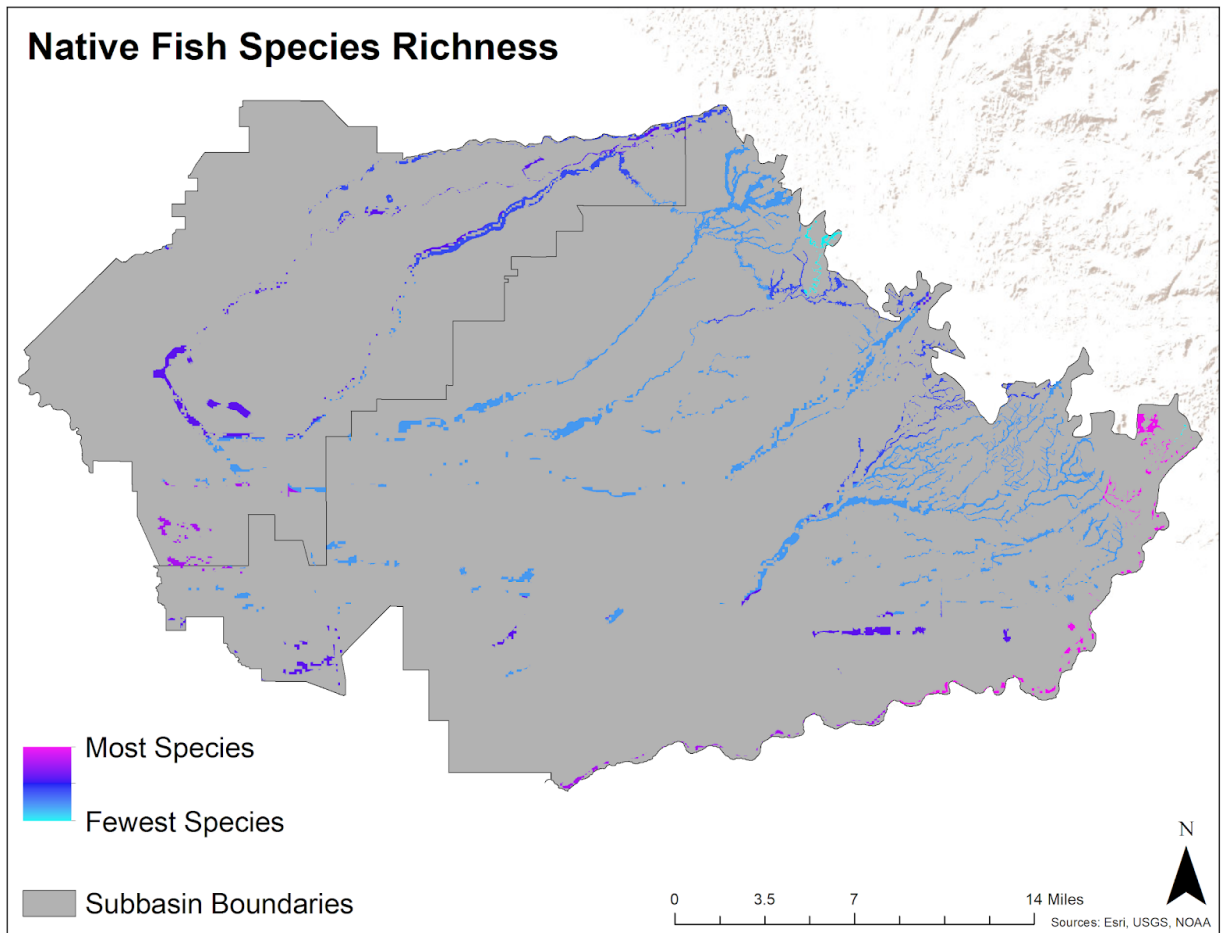 Native Fish Species Richness
Most Species
Fewest Species
Subbasin Boundaries
N
0 3.5 7 14 Miles
Sources: Esri, USGS, NOAA